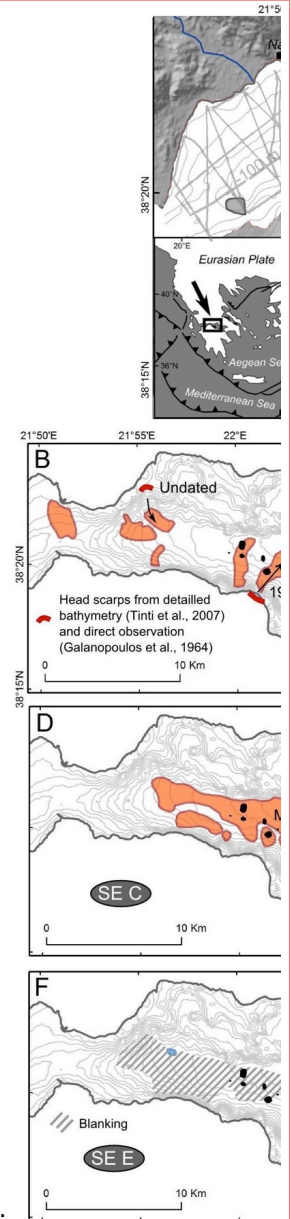 21°5
Na
100 m
38°20'N
20°E
Eurasian Plate
40°N
Aegean Se
36°N
Mediterranean Sea
38°15'N
21°50'E 21°55'E 22°E
B
Undated
38°20'N
19
Head scarps from detailled
bathymetry (Tinti et al., 2007)
and direct observation
(Galanopoulos et al., 1964)
0 10 Km
38°15'N
D
M
SE C
0 10 Km
F
Blanking
SE E
0 10 Km